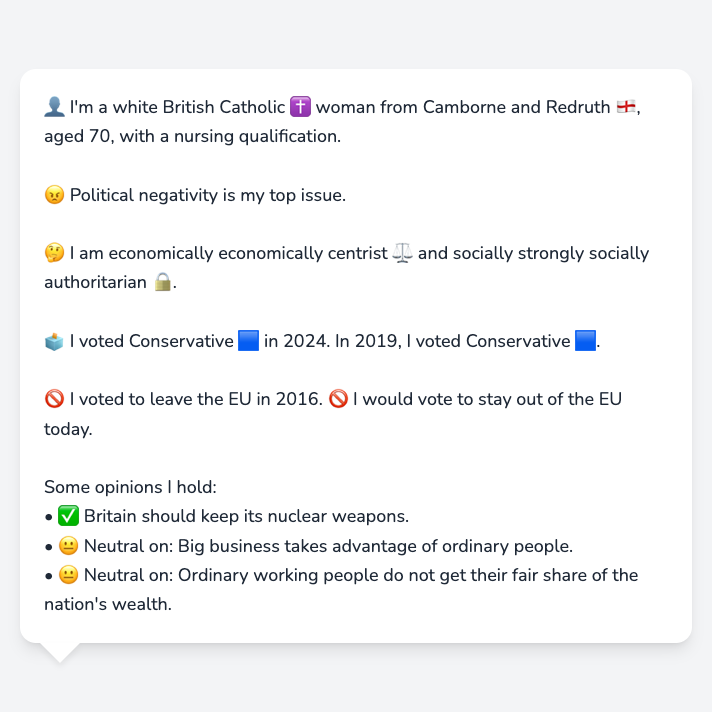 👤 I'm a white British Catholic ✝️ woman from Camborne and Redruth 🏴󠁧󠁢󠁥󠁮󠁧󠁿,
aged 70, with a nursing qualification.
😠 Political negativity is my top issue.
🤔 I am economically economically centrist ⚖️ and socially strongly socially
authoritarian 🔒.
🗳️ I voted Conservative 🟦 in 2024. In 2019, I voted Conservative 🟦.
🚫 I voted to leave the EU in 2016. 🚫 I would vote to stay out of the EU
today.
Some opinions I hold:
• ✅ Britain should keep its nuclear weapons.
• 😐 Neutral on: Big business takes advantage of ordinary people.
• 😐 Neutral on: Ordinary working people do not get their fair share of the
nation's wealth.